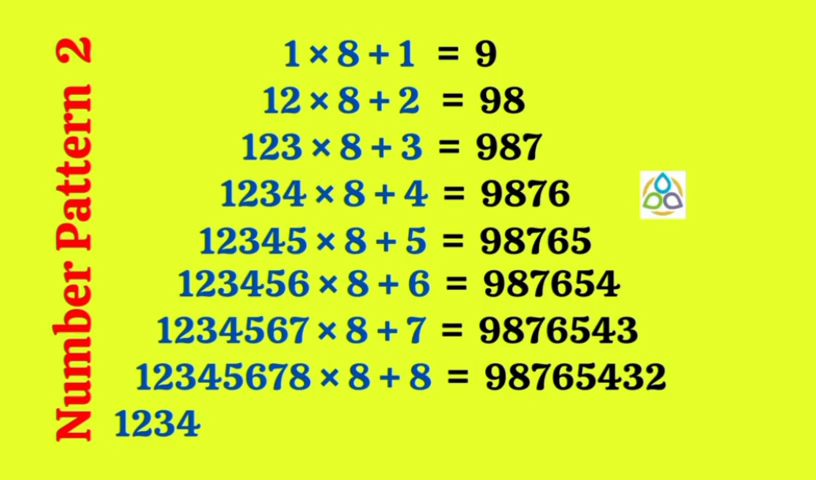 Number Pattern 2
1 × 8 + 1 = 9
12 × 8 + 2 = 98
123 × 8 + 3 = 987
1234 × 8 + 4 = 9876
12345 × 8 + 5 = 98765
123456 × 8 + 6 = 987654
1234567 × 8 + 7 = 9876543
12345678 × 8 + 8 = 98765432
1234